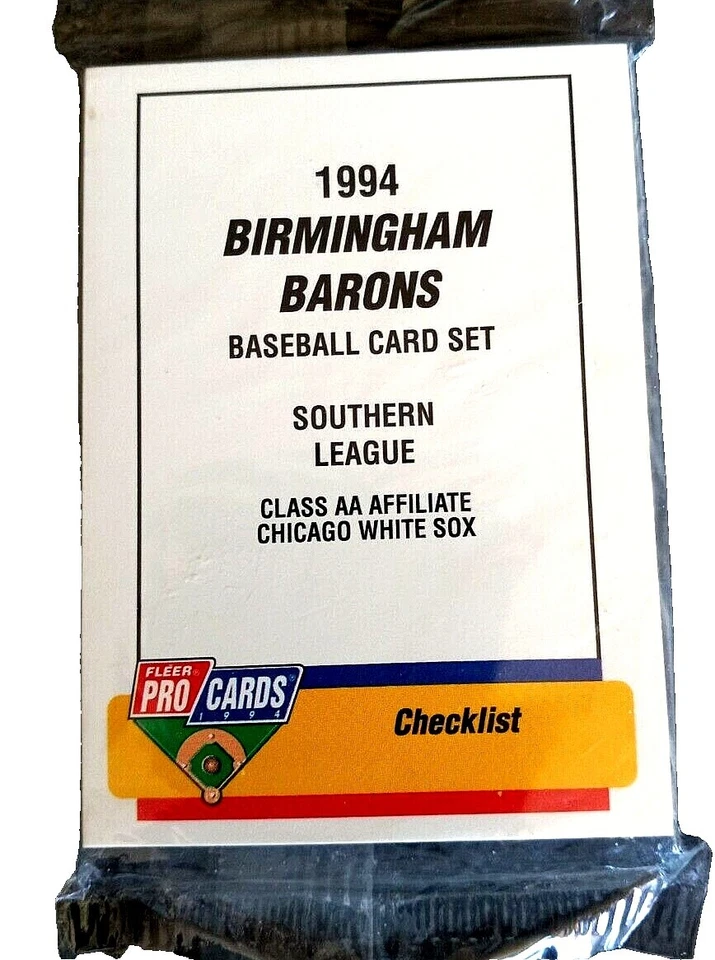 1994
BIRMINGHAM
BARONS
BASEBALL CARD SET
SOUTHERN
LEAGUE
CLASS AA AFFILIATE
CHICAGO WHITE SOX
FLEER®
PRO CARDS®
1994
Checklist